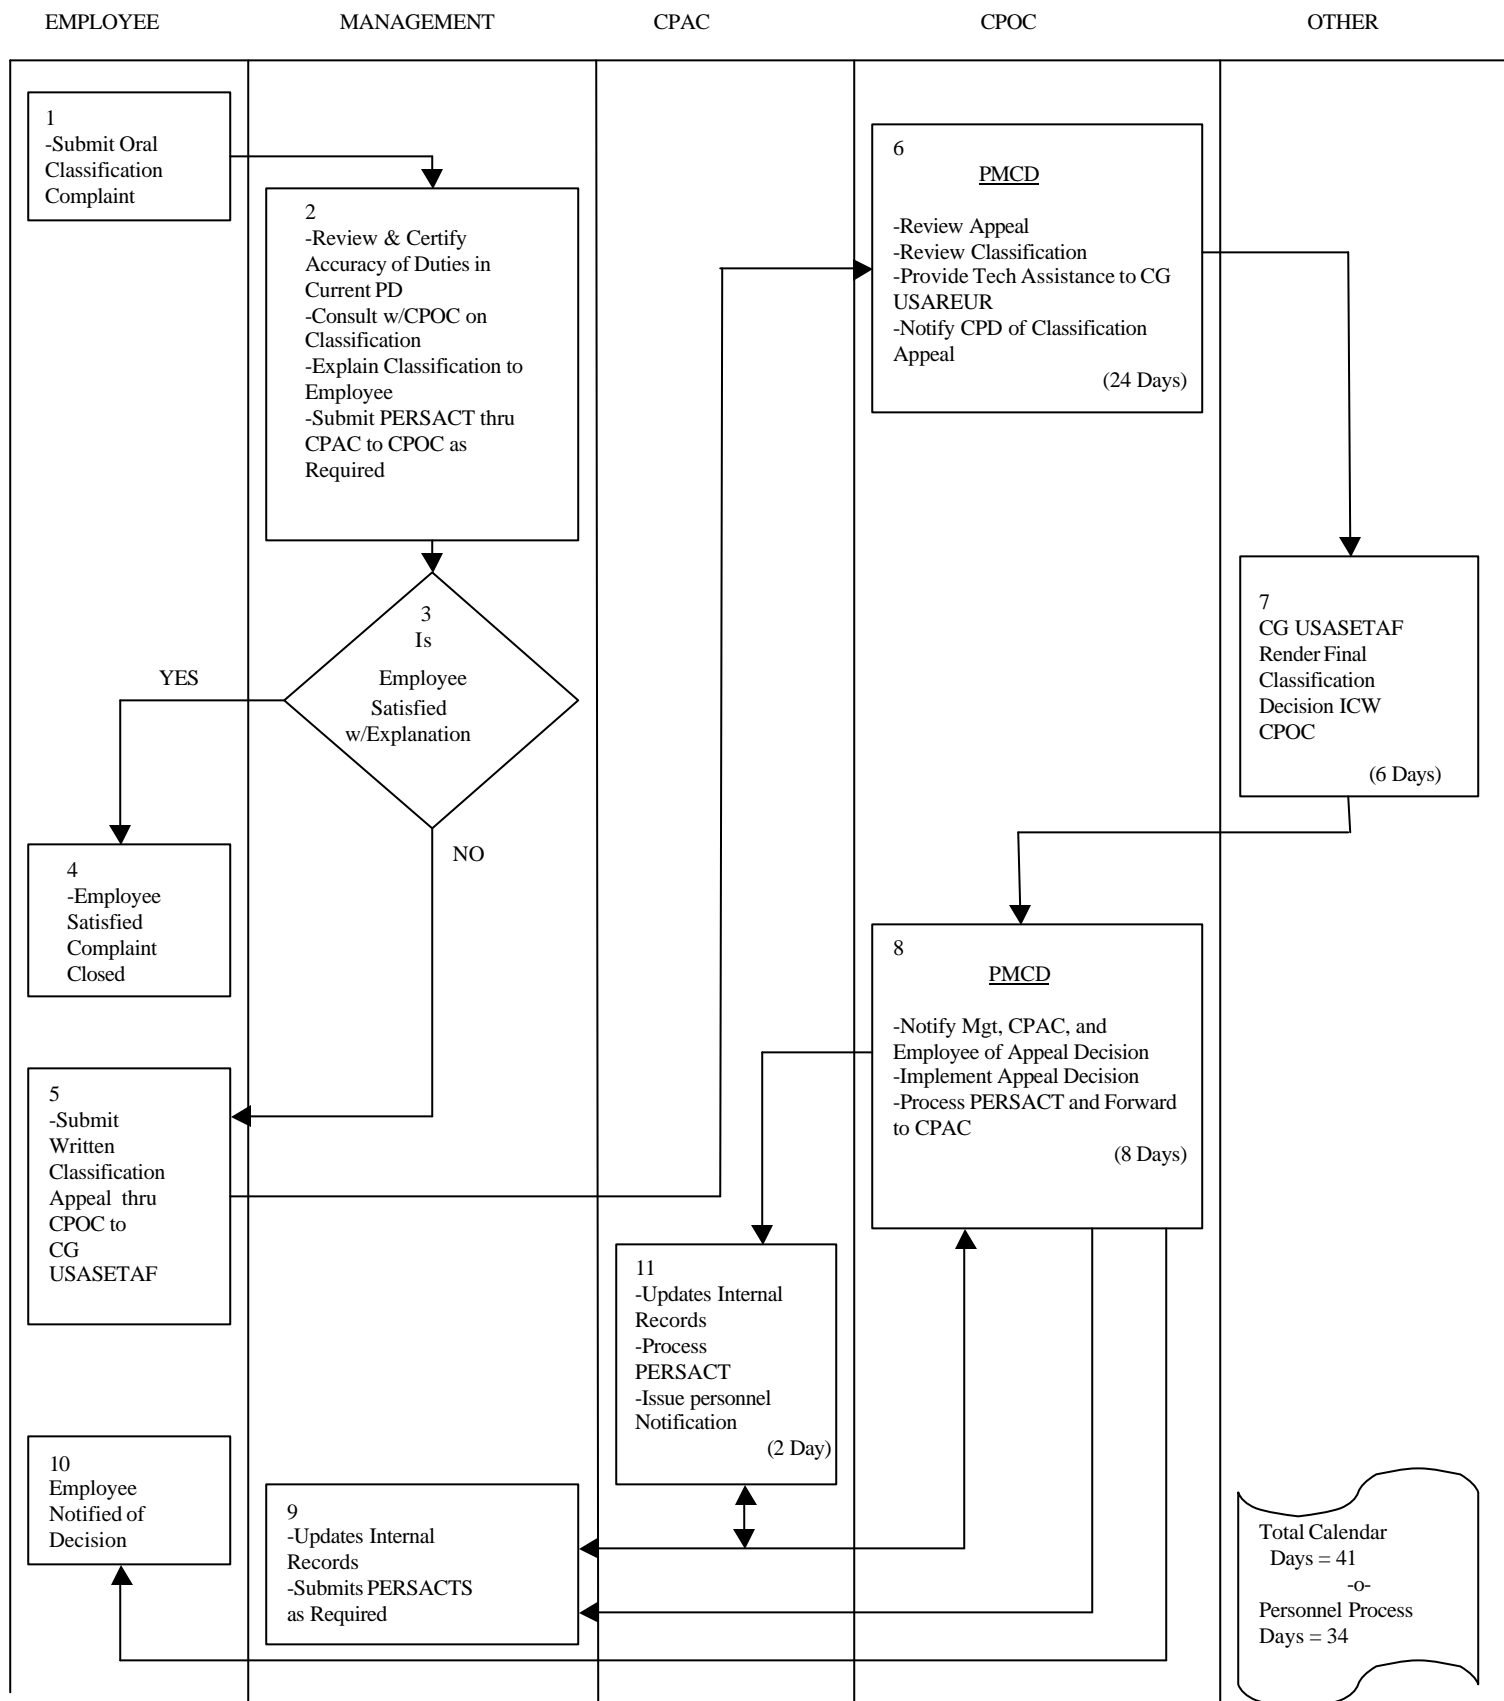 EMPLOYEE MANAGEMENT CPAC CPOC OTHER
1
-Submit Oral
Classification
Complaint
2
-Review & Certify
Accuracy of Duties in
Current PD
-Consult w/CPOC on
Classification
-Explain Classification to
Employee
-Submit PERSACT thru
CPAC to CPOC as
Required
3
Is
Employee
Satisfied
w/Explanation
YES
NO
4
-Employee
Satisfied
Complaint
Closed
5
-Submit
Written
Classification
Appeal thru
CPOC to
CG
USASETAF
6
PMCD
-Review Appeal
-Review Classification
-Provide Tech Assistance to CG
USAREUR
-Notify CPD of Classification
Appeal
(24 Days)
7
CG USASETAF
Render Final
Classification
Decision ICW
CPOC
(6 Days)
8
PMCD
-Notify Mgt, CPAC, and
Employee of Appeal Decision
-Implement Appeal Decision
-Process PERSACT and Forward
to CPAC
(8 Days)
11
-Updates Internal
Records
-Process
PERSACT
-Issue personnel
Notification
(2 Day)
10
Employee
Notified of
Decision
9
-Updates Internal
Records
-Submits PERSACTS
as Required
Total Calendar
Days = 41
-o-
Personnel Process
Days = 34